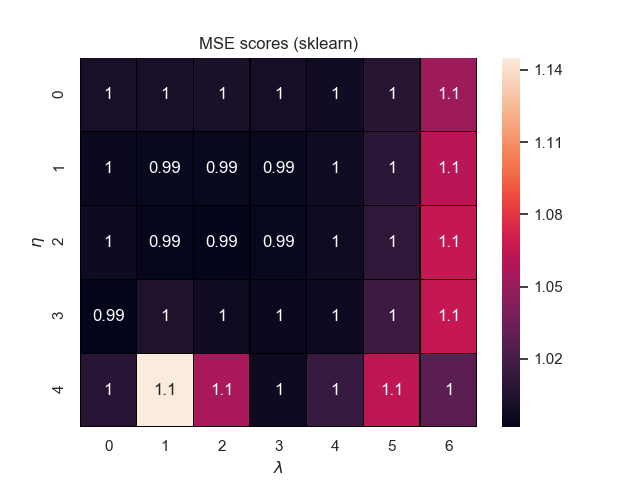 MSE scores (sklearn)
0 1 1 1 1 1 1 1.1
1 1 0.99 0.99 0.99 1 1 1.1
2 1 0.99 0.99 0.99 1 1 1.1
3 0.99 1 1 1 1 1 1.1
4 1 1.1 1.1 1 1 1.1 1
0 1 2 3 4 5 6
λ
η
1.14
1.11
1.08
1.05
1.02